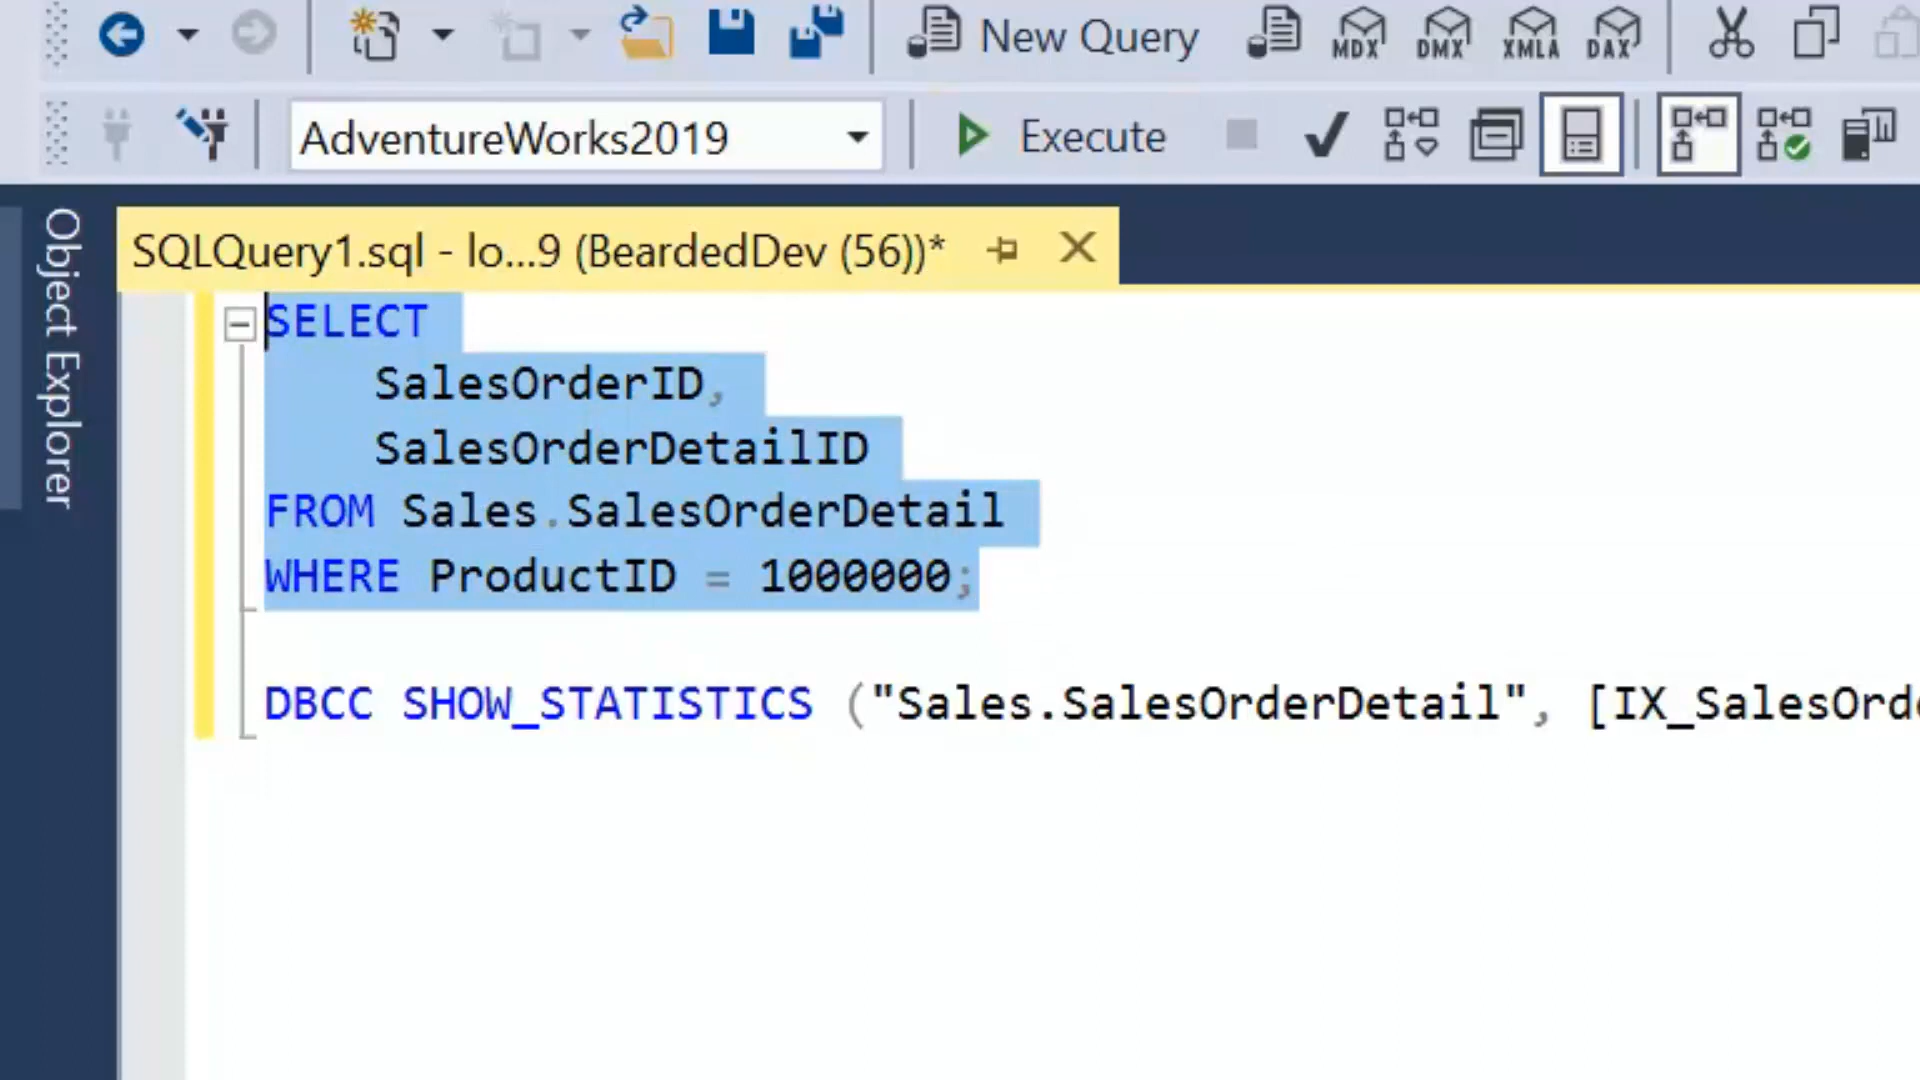 New Query
MDX
DMX
XMLA
DAX
AdventureWorks2019
Execute
Object Explorer
SQLQuery1.sql - lo...9 (BeardedDev (56))*
SELECT
SalesOrderID,
SalesOrderDetailID
FROM Sales.SalesOrderDetail
WHERE ProductID = 1000000;
DBCC SHOW_STATISTICS ("Sales.SalesOrderDetail", [IX_SalesOrd